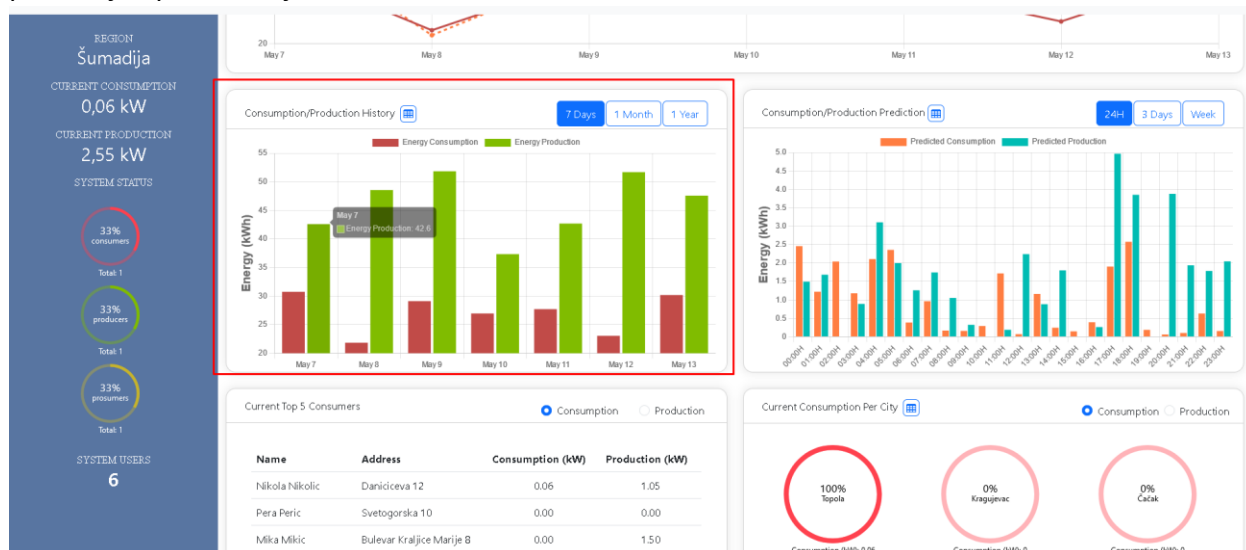 REGION
Šumadija
CURRENT CONSUMPTION
0,06 kW
CURRENT PRODUCTION
2,55 kW
SYSTEM STATUS
33%
consumers
Total: 1
33%
producers
Total: 1
33%
prosumers
Total: 1
SYSTEM USERS
6
20
May 7 May 8 May 9 May 10 May 11 May 12 May 13
Consumption/Production History 7 Days 1 Month 1 Year
Energy Consumption Energy Production
55
50
45
40
35
30
25
20
Energy (kWh)
May 7
Energy Production: 42.6
May 7 May 8 May 9 May 10 May 11 May 12 May 13
Consumption/Production Prediction 24H 3 Days Week
Predicted Consumption Predicted Production
5.0
4.5
4.0
3.5
3.0
2.5
2.0
1.5
1.0
0.5
0
Energy (kWh)
00:00H 01:00H 02:00H 03:00H 04:00H 05:00H 06:00H 07:00H 08:00H 09:00H 10:00H 11:00H 12:00H 13:00H 14:00H 15:00H 16:00H 17:00H 18:00H 19:00H 20:00H 21:00H 22:00H 23:00H
Current Top 5 Consumers Consumption Production
Name Address Consumption (kW) Production (kW)
Nikola Nikolic Daniciceva 12 0.06 1.05
Pera Peric Svetogorska 10 0.00 0.00
Mika Mikic Bulevar Kraljice Marije 8 0.00 1.50
Current Consumption Per City Consumption Production
100%
Topola
0%
Kragujevac
0%
Čačak